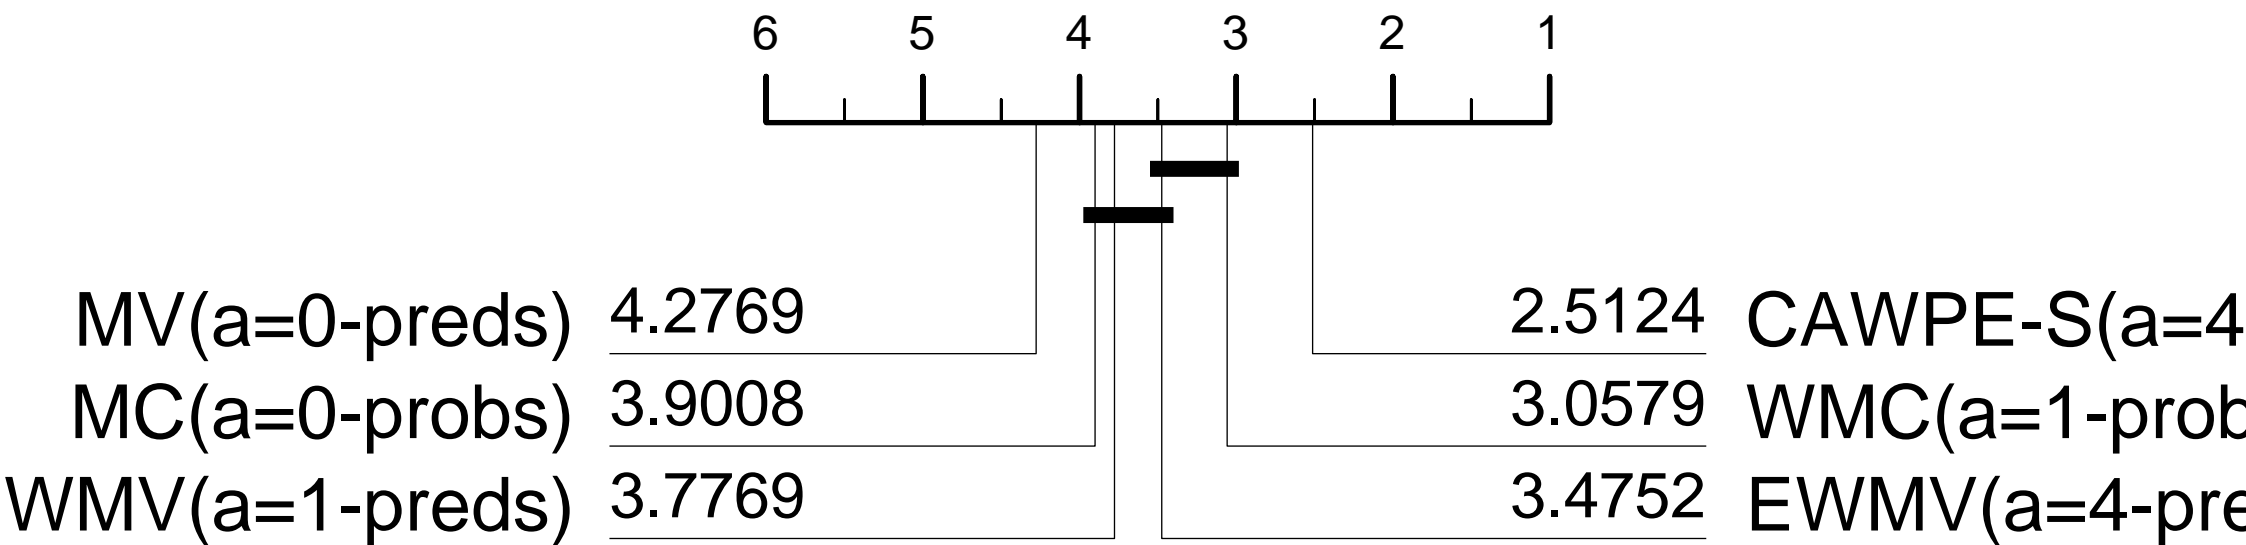 6 5 4 3 2 1
MV(a=0-preds) 4.2769 2.5124 CAWPE-S(a=4
MC(a=0-probs) 3.9008 3.0579 WMC(a=1-prob
WMV(a=1-preds) 3.7769 3.4752 EWMV(a=4-pre